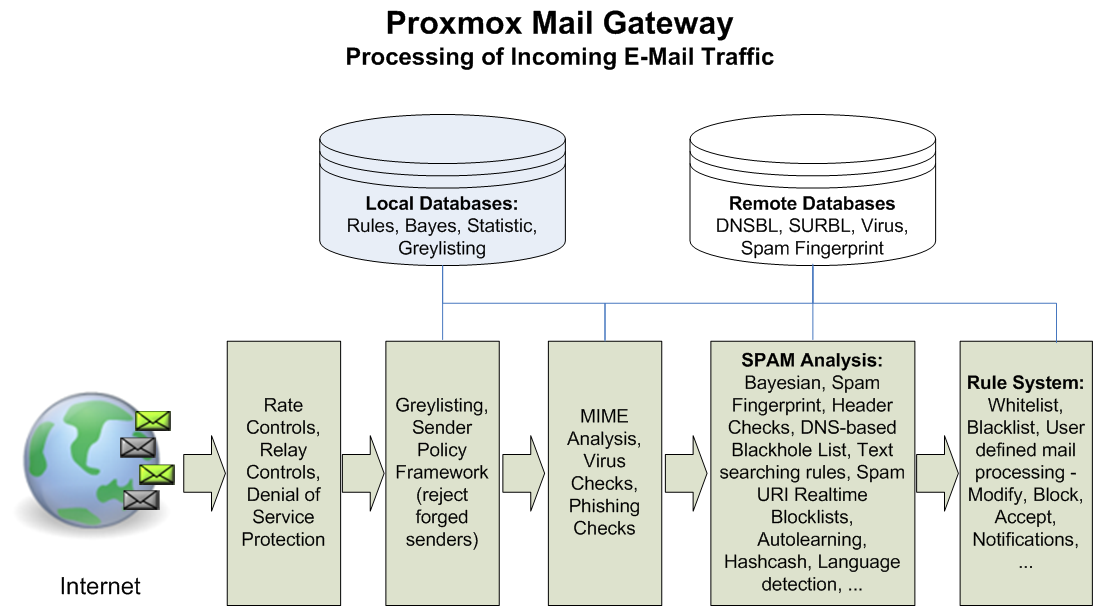 Proxmox Mail Gateway
Processing of Incoming E-Mail Traffic
Local Databases:
Rules, Bayes, Statistic,
Greylisting
Remote Databases
DNSBL, SURBL, Virus,
Spam Fingerprint
Internet
Rate
Controls,
Relay
Controls,
Denial of
Service
Protection
Greylisting,
Sender
Policy
Framework
(reject
forged
senders)
MIME
Analysis,
Virus
Checks,
Phishing
Checks
SPAM Analysis:
Bayesian, Spam
Fingerprint, Header
Checks, DNS-based
Blackhole List, Text
searching rules, Spam
URI Realtime
Blocklists,
Autolearning,
Hashcash, Language
detection, ...
Rule System:
Whitelist,
Blacklist, User
defined mail
processing -
Modify, Block,
Accept,
Notifications,
...